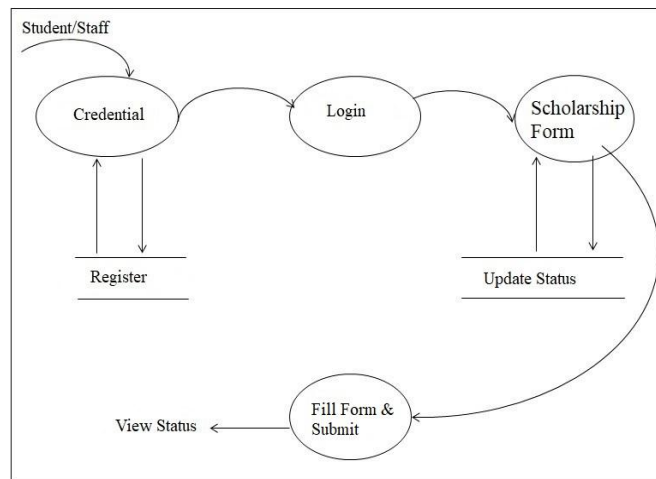 Student/Staff
Credential
Login
Scholarship
Form
Register
Update Status
Fill Form &
Submit
View Status